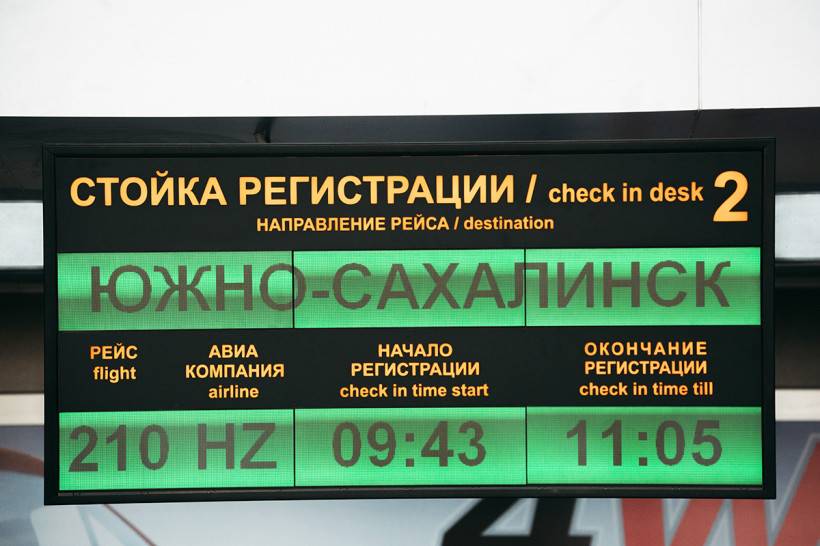 СТОЙКА РЕГИСТРАЦИИ / check in desk 2
НАПРАВЛЕНИЕ РЕЙСА / destination
ЮЖНО-САХАЛИНСК
РЕЙС
flight
АВИА
КОМПАНИЯ
airline
НАЧАЛО
РЕГИСТРАЦИИ
check in time start
ОКОНЧАНИЕ
РЕГИСТРАЦИИ
check in time till
210 HZ 09:43 11:05